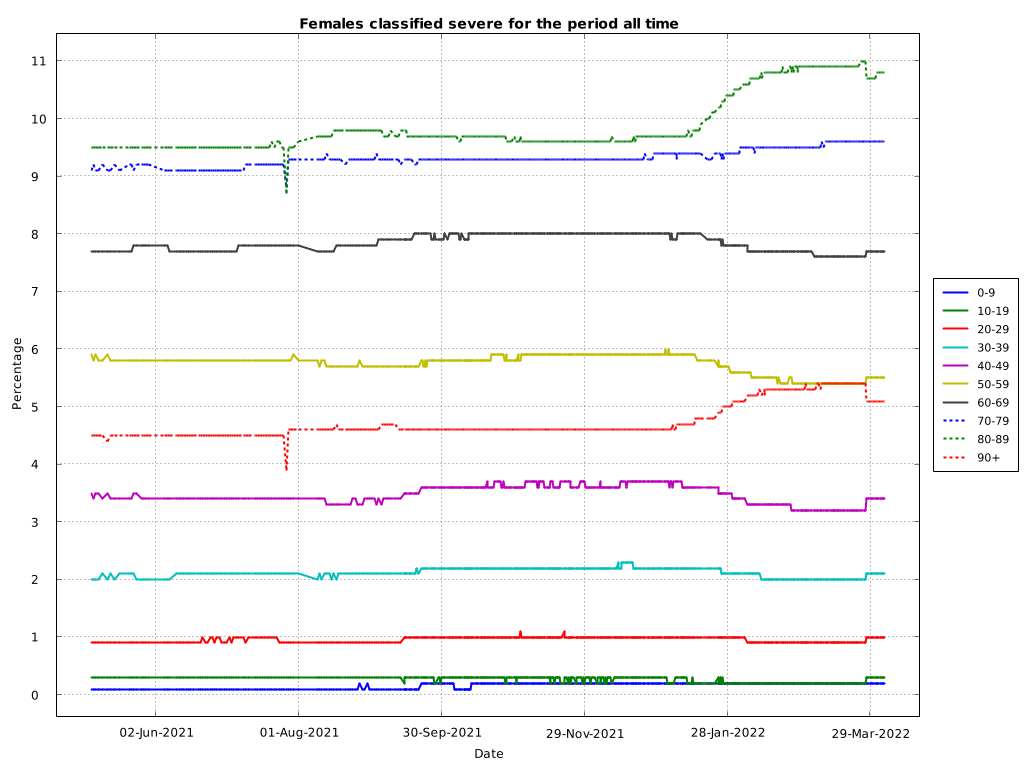 Females classified severe for the period all time
11
10
9
8
7
6
5
4
3
2
1
0
Percentage
02-Jun-2021
01-Aug-2021
30-Sep-2021
29-Nov-2021
28-Jan-2022
29-Mar-2022
Date
0-9
10-19
20-29
30-39
40-49
50-59
60-69
70-79
80-89
90+